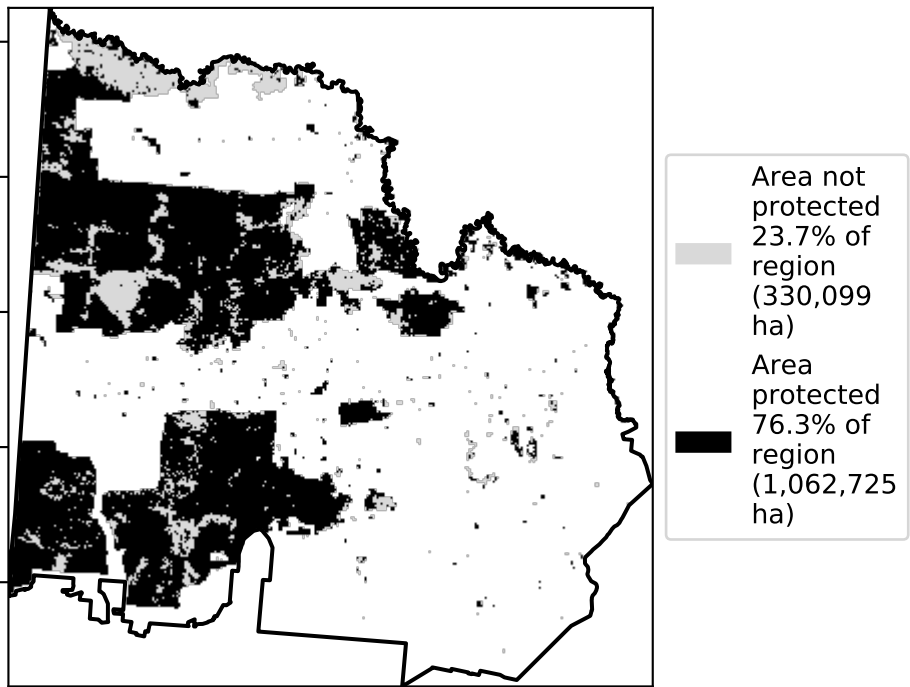 Area not
protected
23.7% of
region
(330,099
ha)
Area
protected
76.3% of
region
(1,062,725
ha)